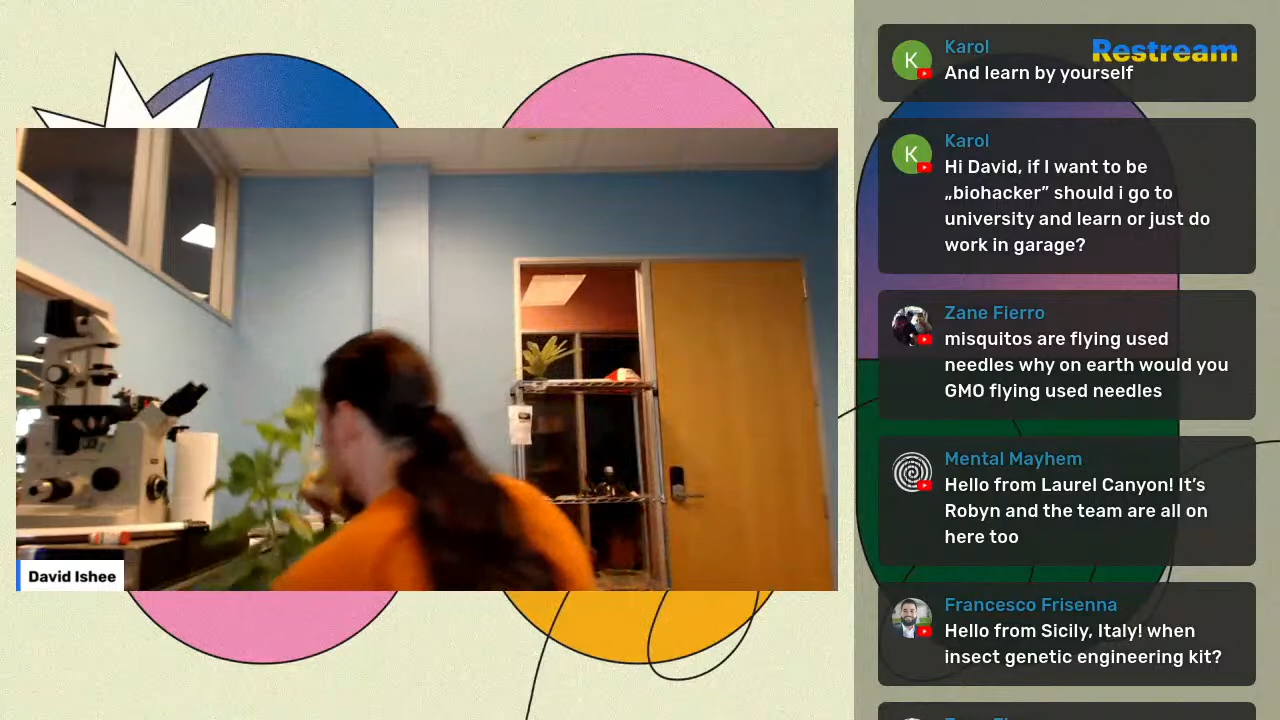 Restream
Karol
And learn by yourself
Karol
Hi David, if I want to be
„biohacker” should i go to
university and learn or just do
work in garage?
Zane Fierro
misquitos are flying used
needles why on earth would you
GMO flying used needles
Mental Mayhem
Hello from Laurel Canyon! It’s
Robyn and the team are all on
here too
Francesco Frisenna
Hello from Sicily, Italy! when
insect genetic engineering kit?
David Ishee
K
K